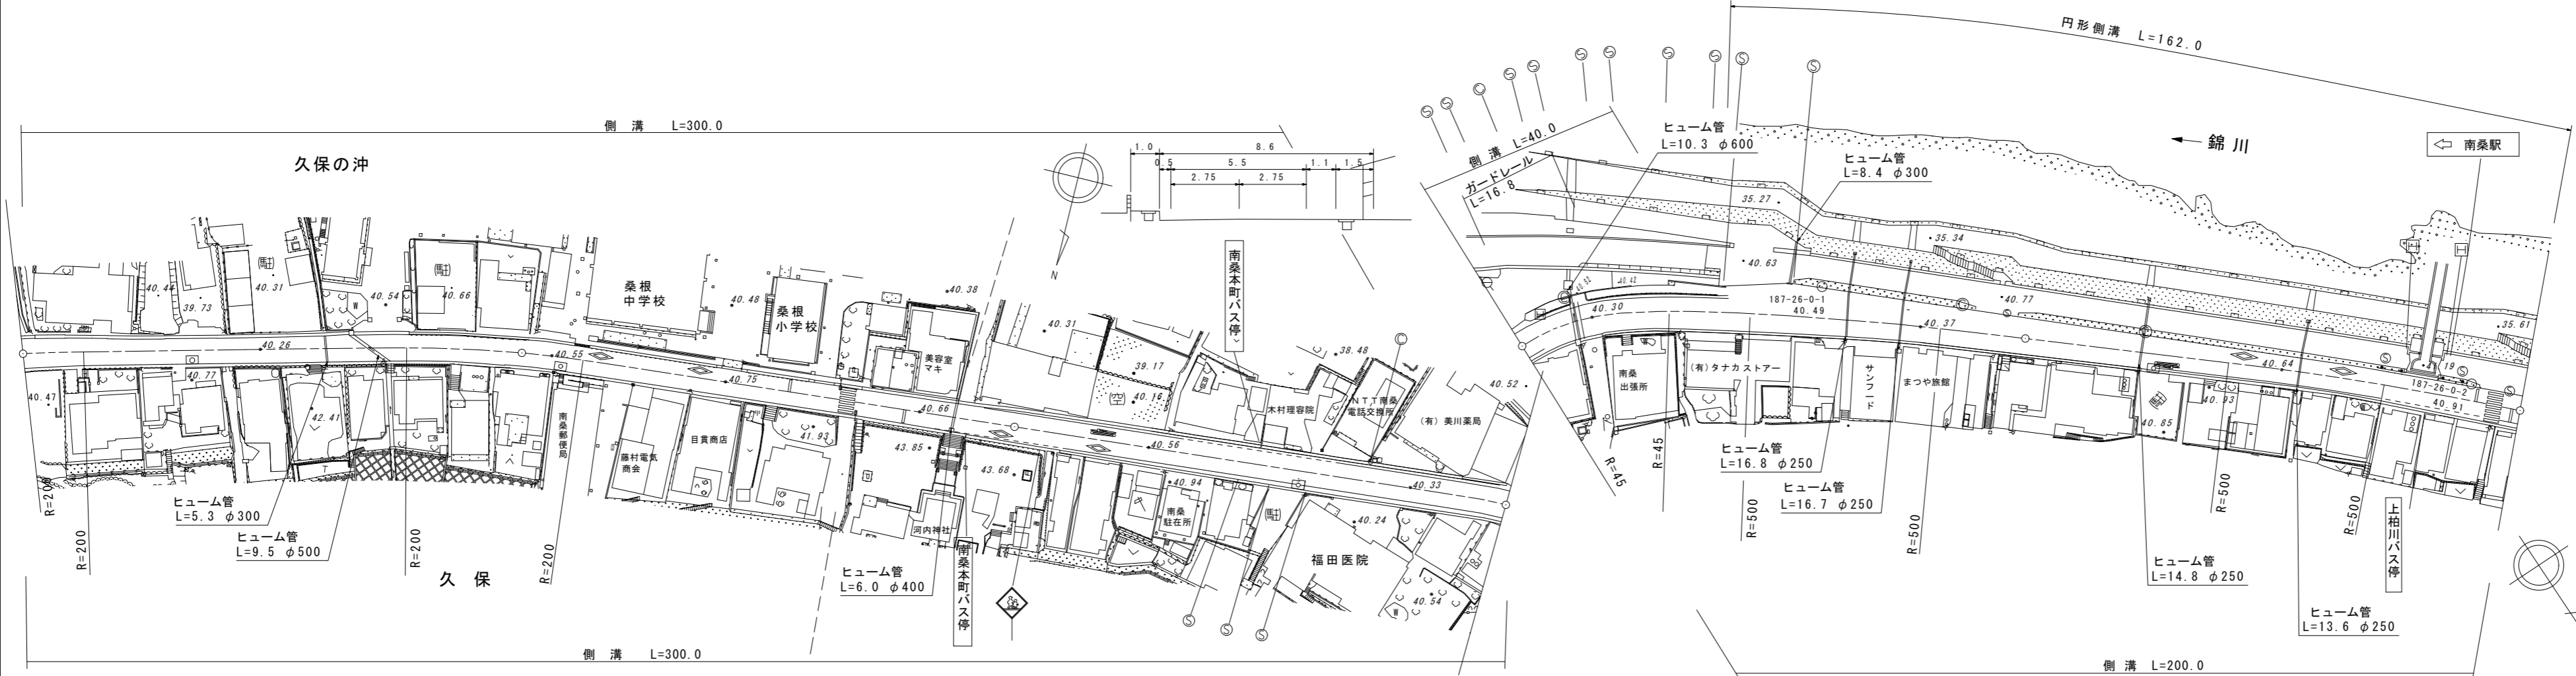 円形側溝 L=162.0
側溝 L=300.0
久保の沖
1.0
8.6
0.5
5.5
1.1
1.5
2.75
2.75
N
側溝 L=40.0
ガードレール
L=16.8
ヒューム管
L=10.3 φ600
ヒューム管
L=8.4 φ300
錦川
南桑駅
Ⓢ
Ⓢ
Ⓒ
Ⓢ
Ⓢ
Ⓢ
Ⓢ
Ⓢ
Ⓢ
Ⓢ
Ⓢ
40.44
39.73
40.31
40.54
W
40.66
桑根
中学校
40.48
桑根
小学校
40.38
美容室
マキ
40.31
39.17
40.16
南桑本町バス停
木村理容院
38.48
NTT南桑
電話交換所
40.52
(有)美川薬局
35.27
35.34
40.63
40.77
35.61
40.30
187-26-0-1
40.49
40.37
40.64
41.19
187-26-0-2
40.91
40.26
40.55
40.75
40.66
40.56
40.33
40.47
40.77
42.41
T
南桑郵便局
藤村電気
商会
目貫商店
41.93
43.85
43.68
河内神社
40.94
南桑
駐在所
40.24
福田医院
40.54
W
南桑
出張所
(有)タナカストアー
サンフード
まつや旅館
40.85
40.93
R=200
R=200
R=200
R=200
R=45
R=45
R=500
R=500
R=500
R=500
ヒューム管
L=5.3 φ300
ヒューム管
L=9.5 φ500
久保
ヒューム管
L=6.0 φ400
南桑本町バス停
Ⓢ
Ⓢ
Ⓢ
ヒューム管
L=16.8 φ250
ヒューム管
L=16.7 φ250
ヒューム管
L=14.8 φ250
ヒューム管
L=13.6 φ250
上柏川バス停
側溝 L=300.0
側溝 L=200.0